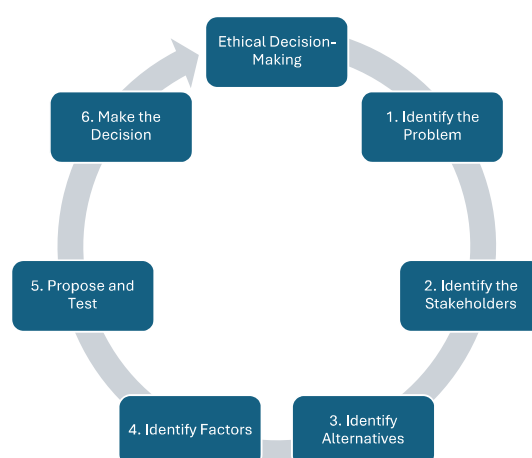 Ethical Decision-
Making
1. Identify the
Problem
2. Identify the
Stakeholders
3. Identify
Alternatives
4. Identify Factors
5. Propose and
Test
6. Make the
Decision